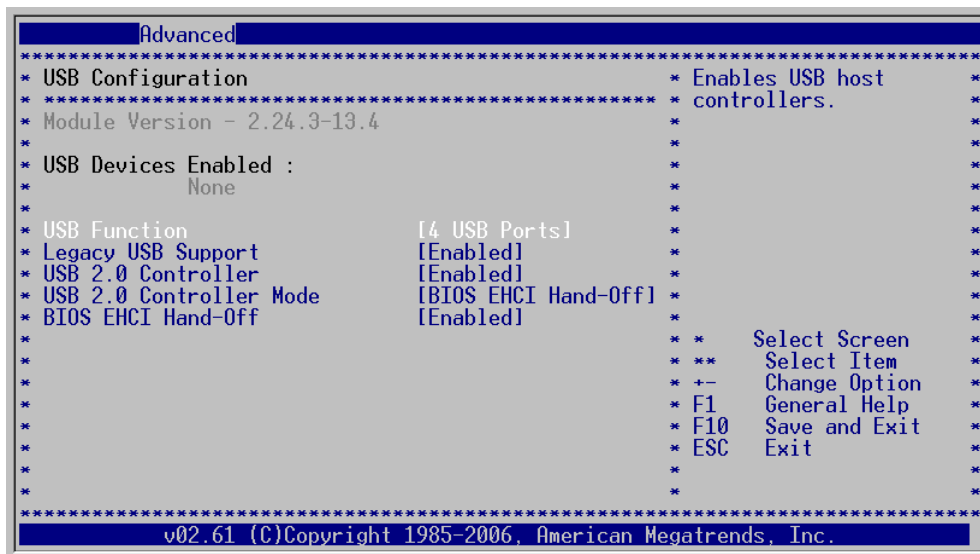 Advanced
********************************************************************************
* USB Configuration * Enables USB host *
* *************************************************** * controllers. *
* Module Version - 2.24.3-13.4 * *
* * *
* USB Devices Enabled : * *
* None * *
* * *
* USB Function [4 USB Ports] * *
* Legacy USB Support [Enabled] * *
* USB 2.0 Controller [Enabled] * *
* USB 2.0 Controller Mode [BIOS EHCI Hand-Off] * *
* BIOS EHCI Hand-Off [Enabled] * *
* * * Select Screen *
* * ** Select Item *
* * +- Change Option *
* * F1 General Help *
* * F10 Save and Exit *
* * ESC Exit *
* * *
* * *
********************************************************************************
v02.61 (C)Copyright 1985-2006, American Megatrends, Inc.